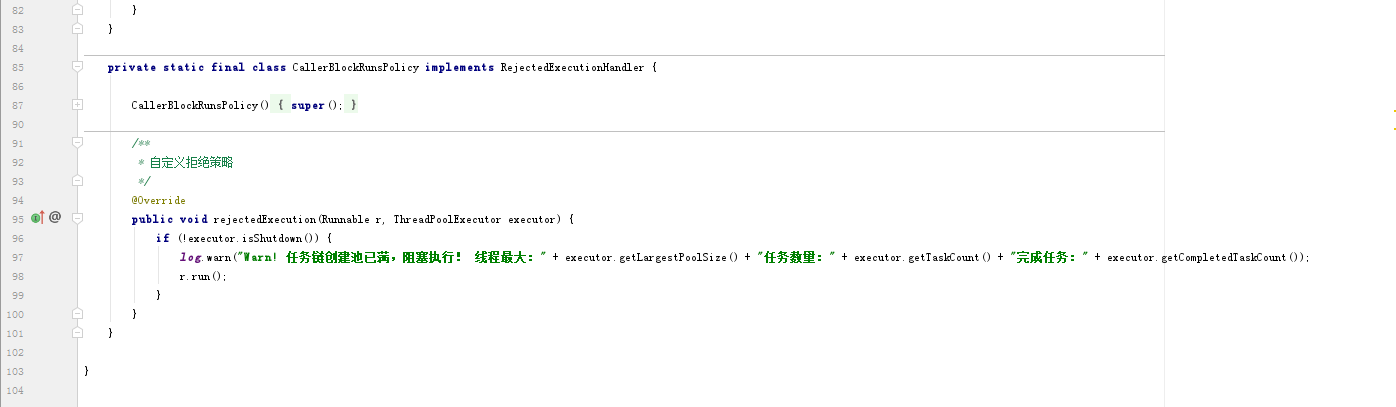 82 }
83 }
84
85 private static final class CallerBlockRunsPolicy implements RejectedExecutionHandler {
86
87 CallerBlockRunsPolicy() { super(); }
90
91 /**
92 * 自定义拒绝策略
93 */
94 @Override
95 public void rejectedExecution(Runnable r, ThreadPoolExecutor executor) {
96 if (!executor.isShutdown()) {
97 log.warn("Warn! 任务链创建池已满，阻塞执行！ 线程最大：" + executor.getLargestPoolSize() + "任务数量：" + executor.getTaskCount() + "完成任务：" + executor.getCompletedTaskCount());
98 r.run();
99 }
100 }
101 }
102
103 }
104